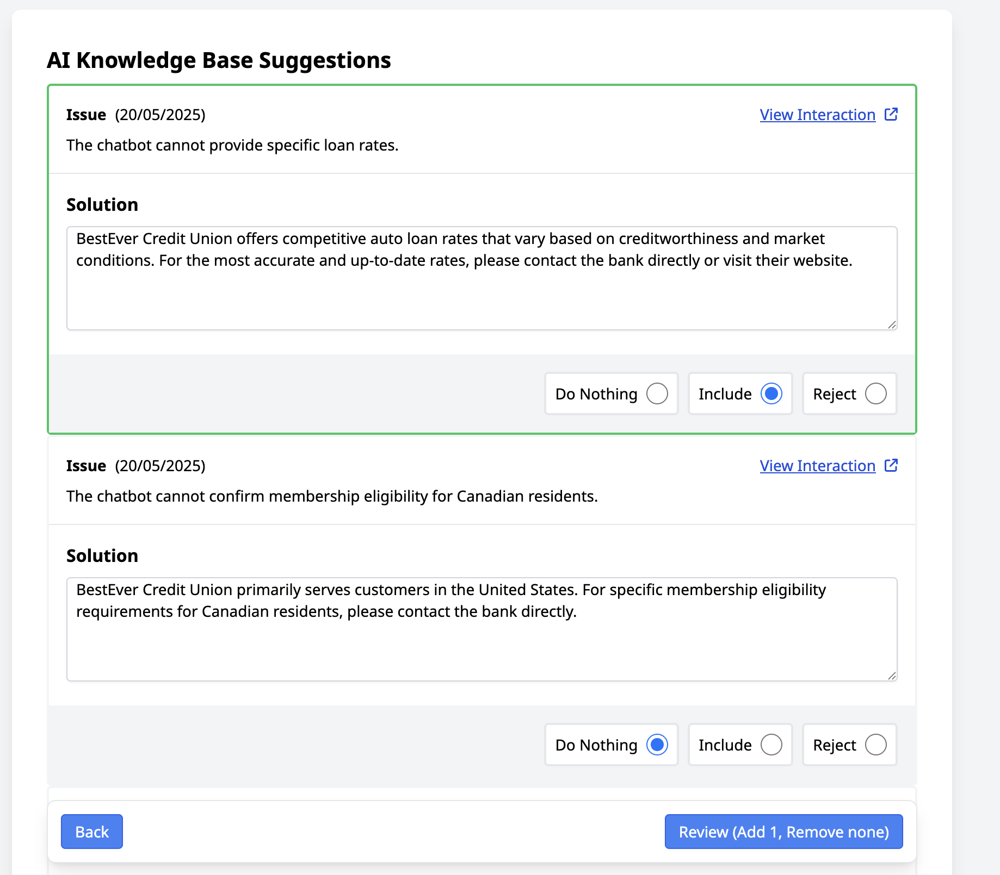 AI Knowledge Base Suggestions
Issue (20/05/2025) View Interaction
The chatbot cannot provide specific loan rates.
Solution
BestEver Credit Union offers competitive auto loan rates that vary based on creditworthiness and market
conditions. For the most accurate and up-to-date rates, please contact the bank directly or visit their website.
Do Nothing Include Reject
Issue (20/05/2025) View Interaction
The chatbot cannot confirm membership eligibility for Canadian residents.
Solution
BestEver Credit Union primarily serves customers in the United States. For specific membership eligibility
requirements for Canadian residents, please contact the bank directly.
Do Nothing Include Reject
Back Review (Add 1, Remove none)